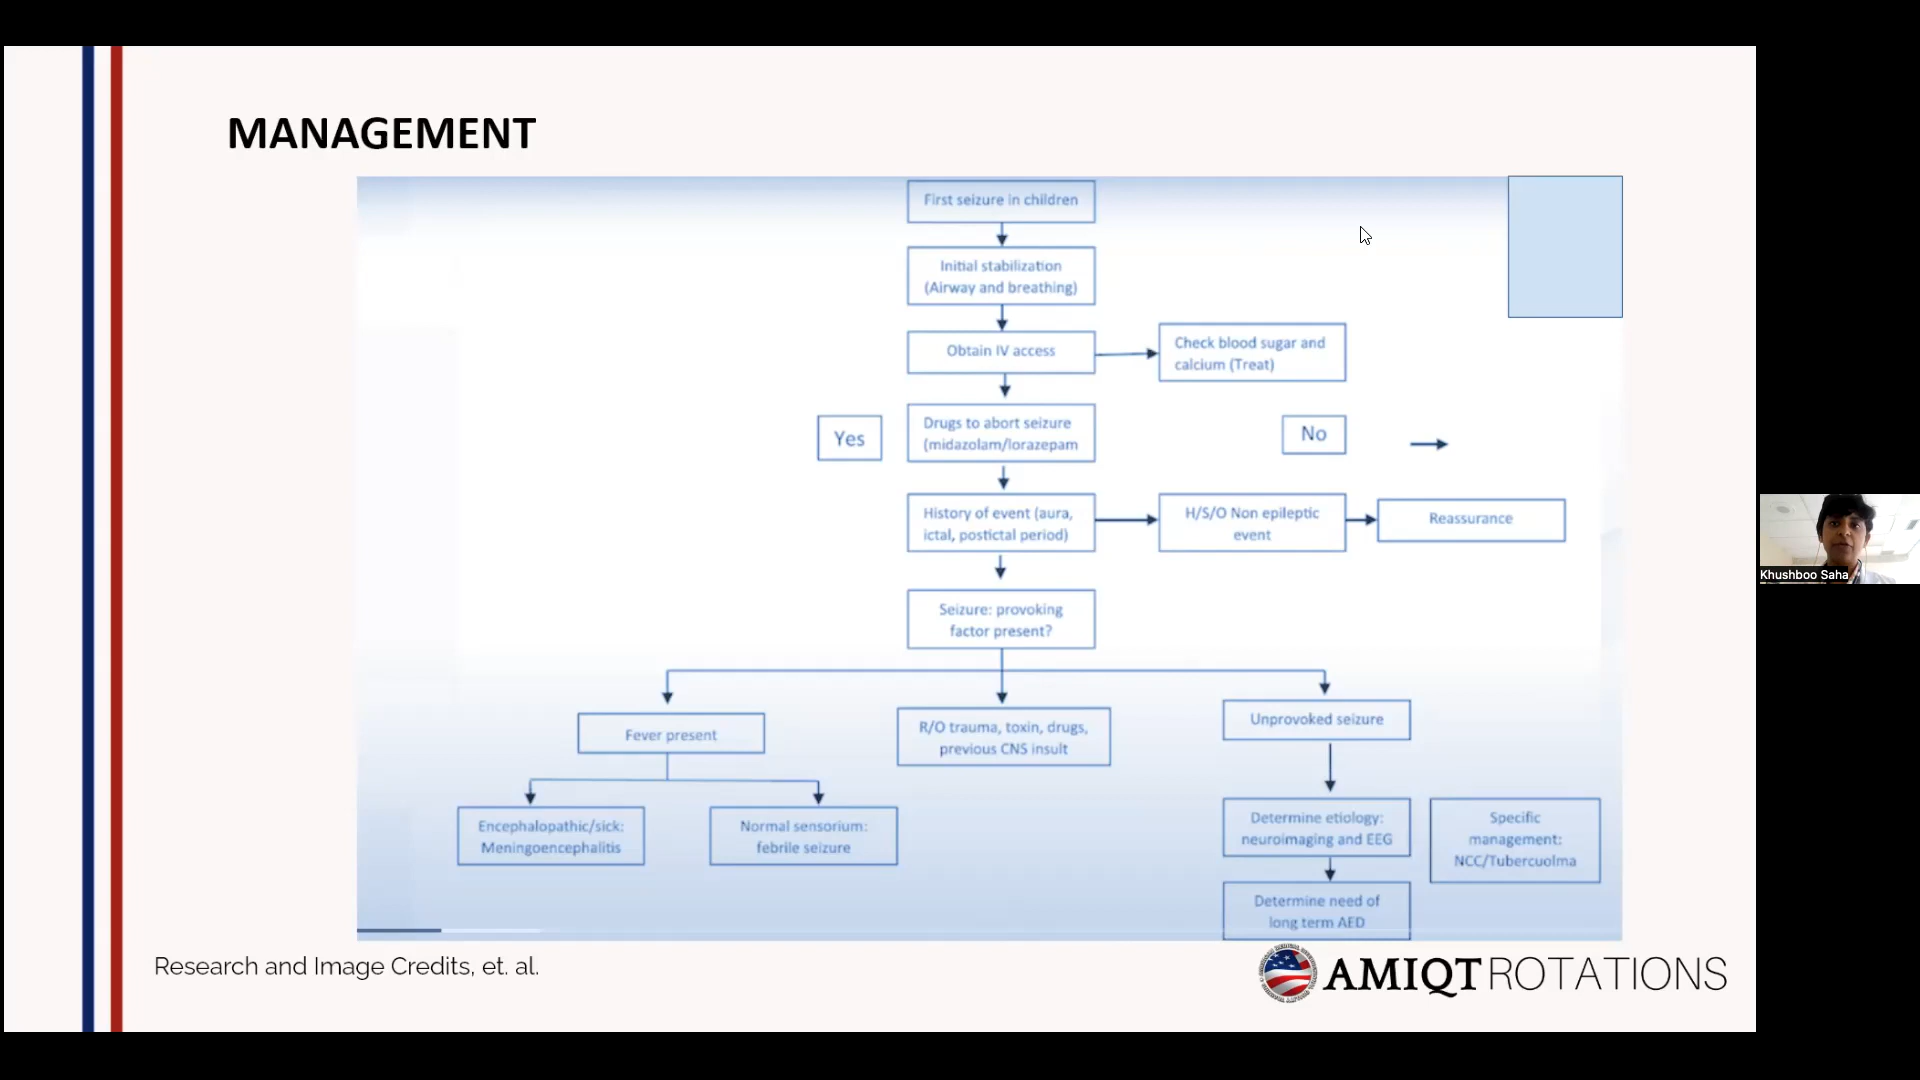 MANAGEMENT
First seizure in children
Initial stabilization
(Airway and breathing)
Obtain IV access
Check blood sugar and
calcium (Treat)
Yes
Drugs to abort seizure
(midazolam/lorazepam
No
History of event (aura,
ictal, postictal period)
H/S/O Non epileptic
event
Reassurance
Seizure: provoking
factor present?
Fever present
R/O trauma, toxin, drugs,
previous CNS insult
Unprovoked seizure
Encephalopathic/sick:
Meningoencephalitis
Normal sensorium:
febrile seizure
Determine etiology:
neuroimaging and EEG
Specific
management:
NCC/Tubercuolma
Determine need of
long term AED
Research and Image Credits, et. al.
AMIQT ROTATIONS
Khushboo Saha